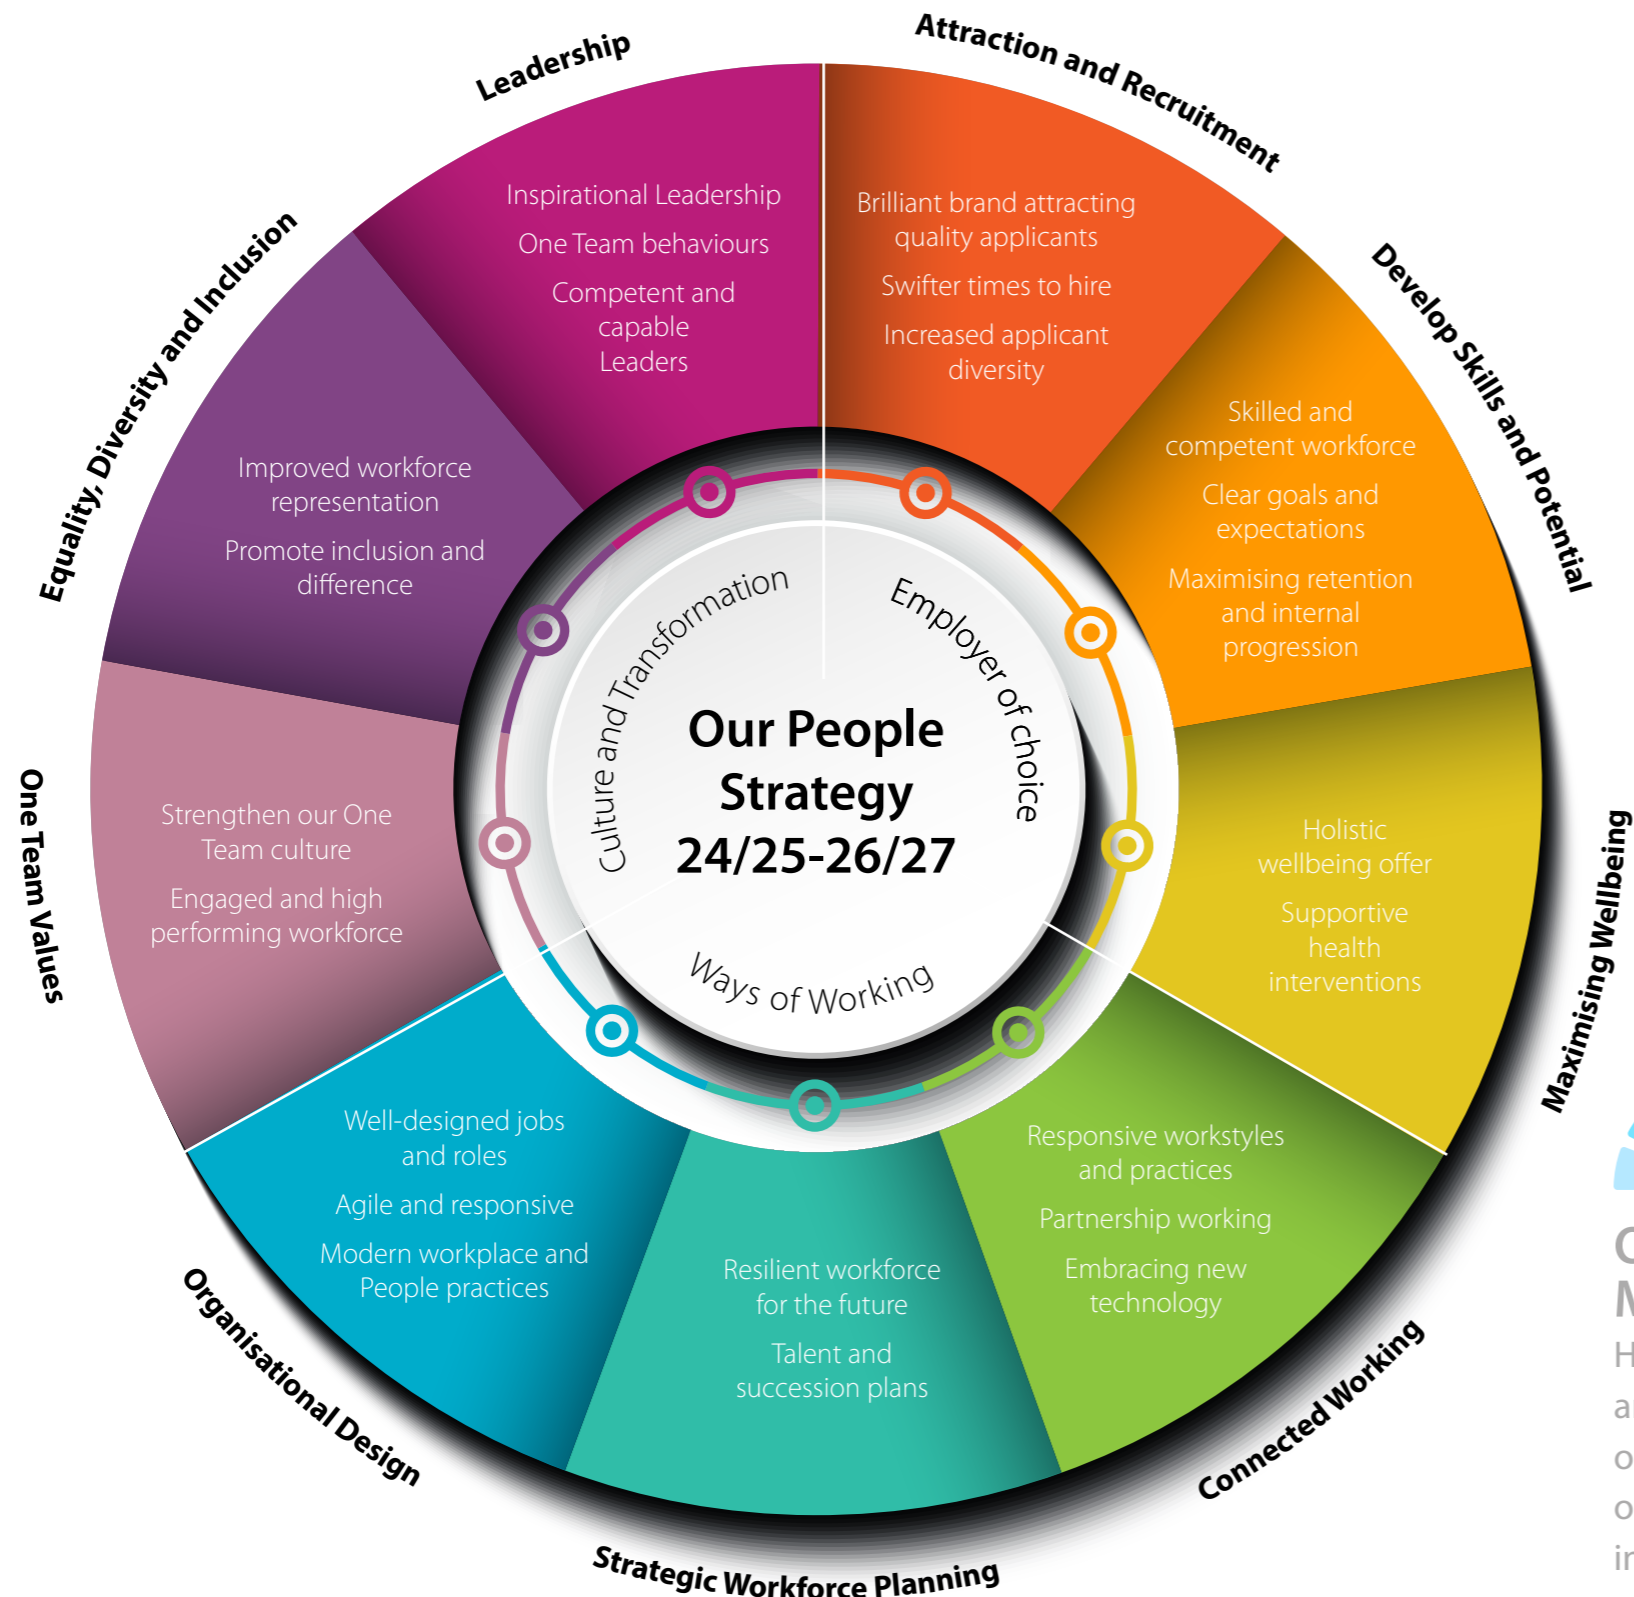 Attraction and Recruitment
Brilliant brand attracting
quality applicants
Swifter times to hire
Increased applicant
diversity
Develop Skills and Potential
Skilled and
competent workforce
Clear goals and
expectations
Maximising retention
and internal
progression
Maximising Wellbeing
Holistic
wellbeing offer
Supportive
health
interventions
Connected Working
Responsive workstyles
and practices
Partnership working
Embracing new
technology
Strategic Workforce Planning
Resilient workforce
for the future
Talent and
succession plans
Organisational Design
Well-designed jobs
and roles
Agile and responsive
Modern workplace and
People practices
One Team Values
Strengthen our One
Team culture
Engaged and high
performing workforce
Equality, Diversity and Inclusion
Improved workforce
representation
Promote inclusion and
difference
Leadership
Inspirational Leadership
One Team behaviours
Competent and
capable
Leaders
Culture and Transformation
Employer of choice
Ways of Working
Our People
Strategy
24/25-26/27